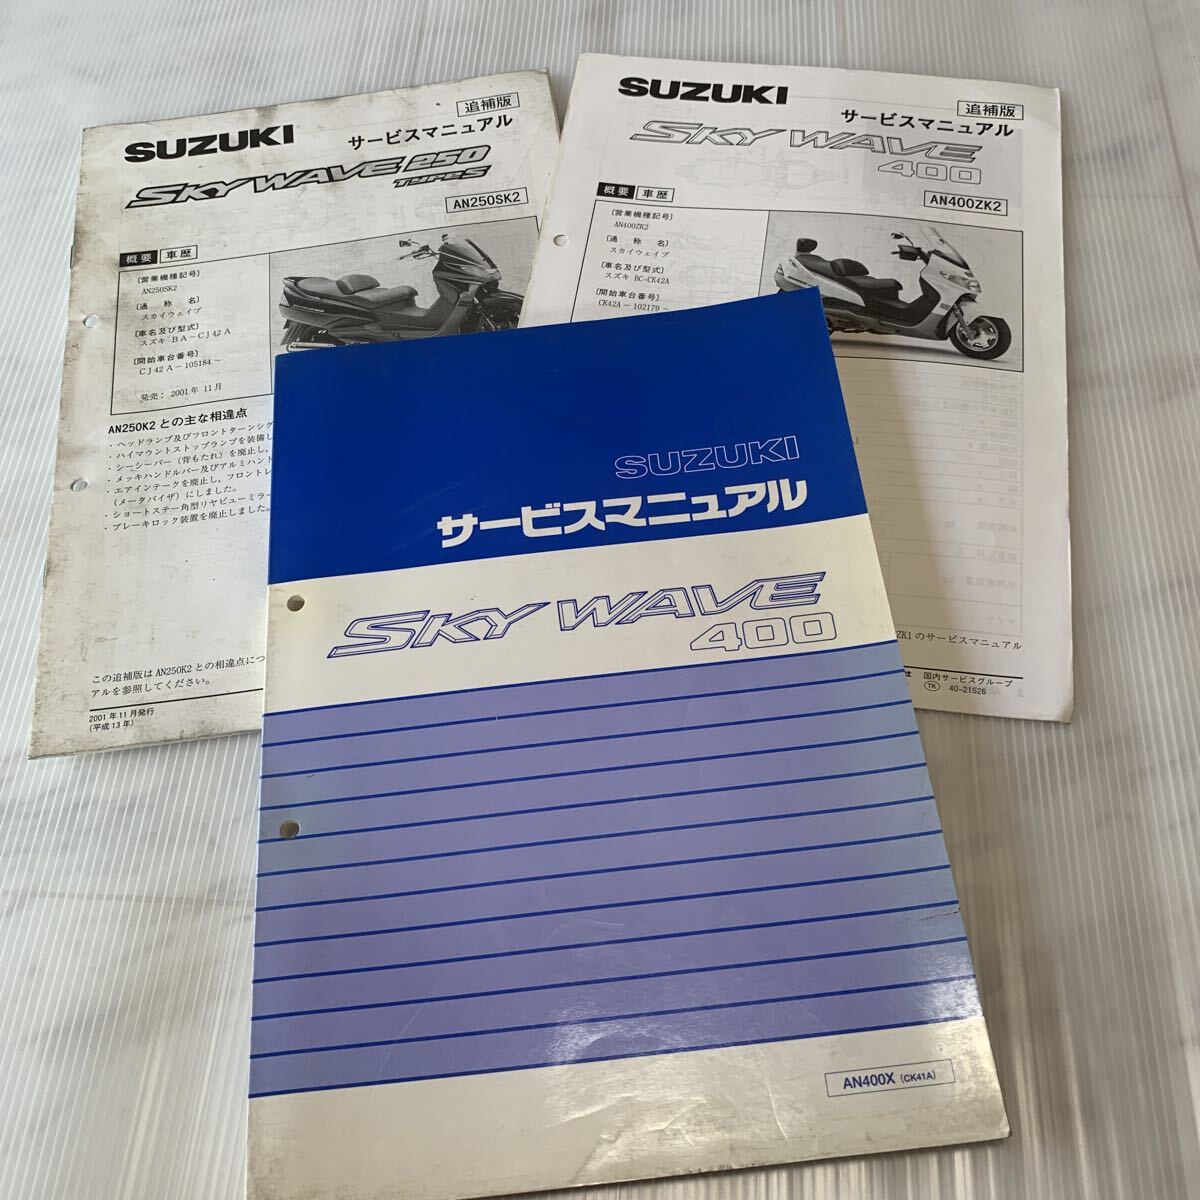 SUZUKI
追補版
サービスマニュアル
SKY WAVE 250
TYPE S
AN250SK2
概要 車歴
〔営業機種記号〕
AN250SK2
〔通称名〕
スカイウェイブ
〔車名及び型式〕
スズキ BA-CJ42A
〔開始車台番号〕
CJ42A-105184~
発売: 2001年11月
AN250K2との主な相違点
・ヘッドランプ及びフロントターンシグ
・ハイマウントストップランプを装備し
・シーシーバー(背もたれ)を廃止し,
・メッキハンドルバー及びアルミハンド
・エアインテークを廃止し,フロントレ
(メータバイザ)にしました。
・ショートステー角型リヤビューミラー
・ブレーキロック装置を廃止しました。
この追補版はAN250K2との相違点につ
アルを参照してください。
2001年11月発行
(平成13年)
SUZUKI
追補版
サービスマニュアル
SKY WAVE
400
AN400ZK2
概要 車歴
〔営業機種記号〕
AN400ZK2
〔通称名〕
スカイウェイブ
〔車名及び型式〕
スズキ BC-CK42A
〔開始車台番号〕
CK42A-102179~
ZK1のサービスマニュアル
国内サービスグループ
TK 40-21526
SUZUKI
サービスマニュアル
SKY WAVE
400
AN400X (CK41A)